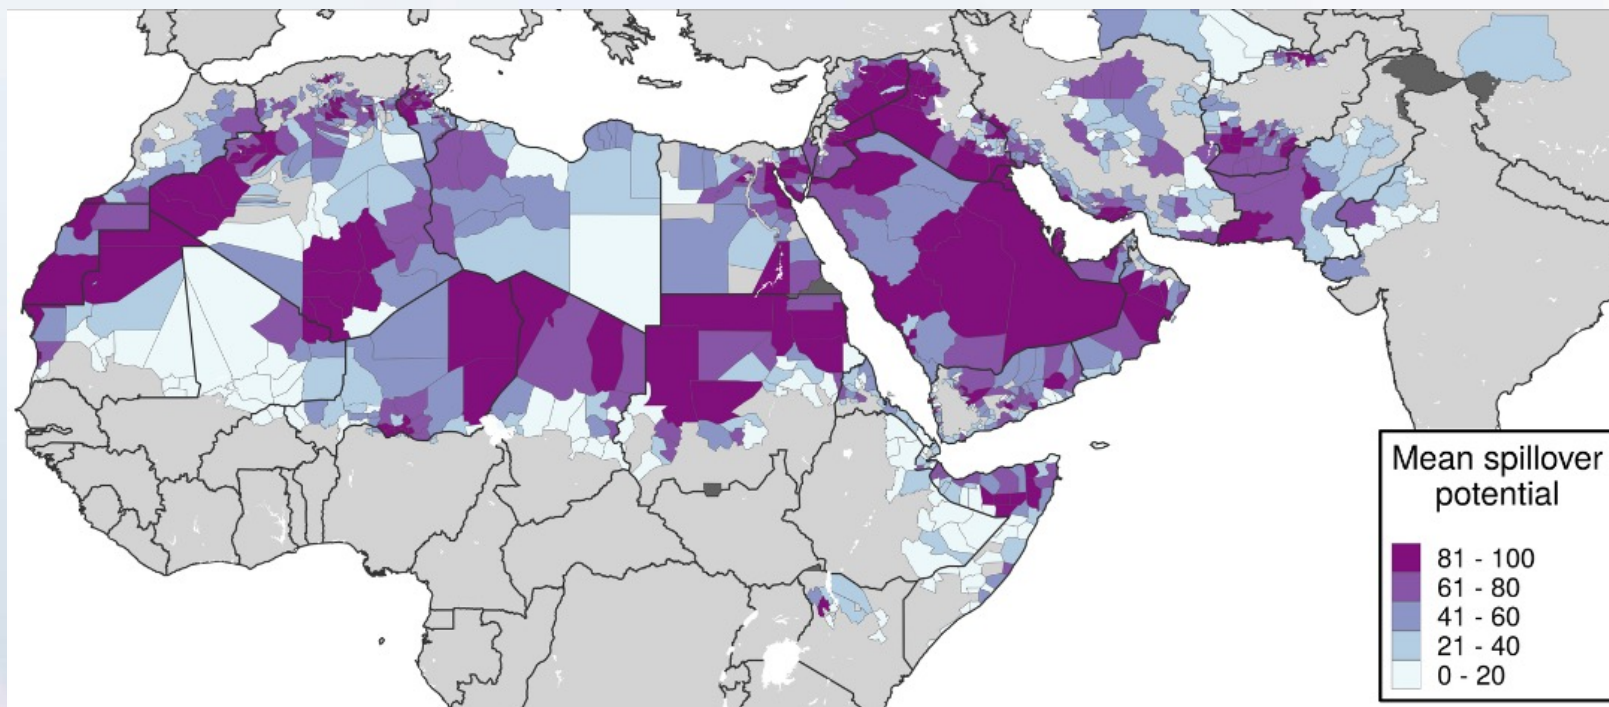 Mean spillover
potential
81 - 100
61 - 80
41 - 60
21 - 40
0 - 20